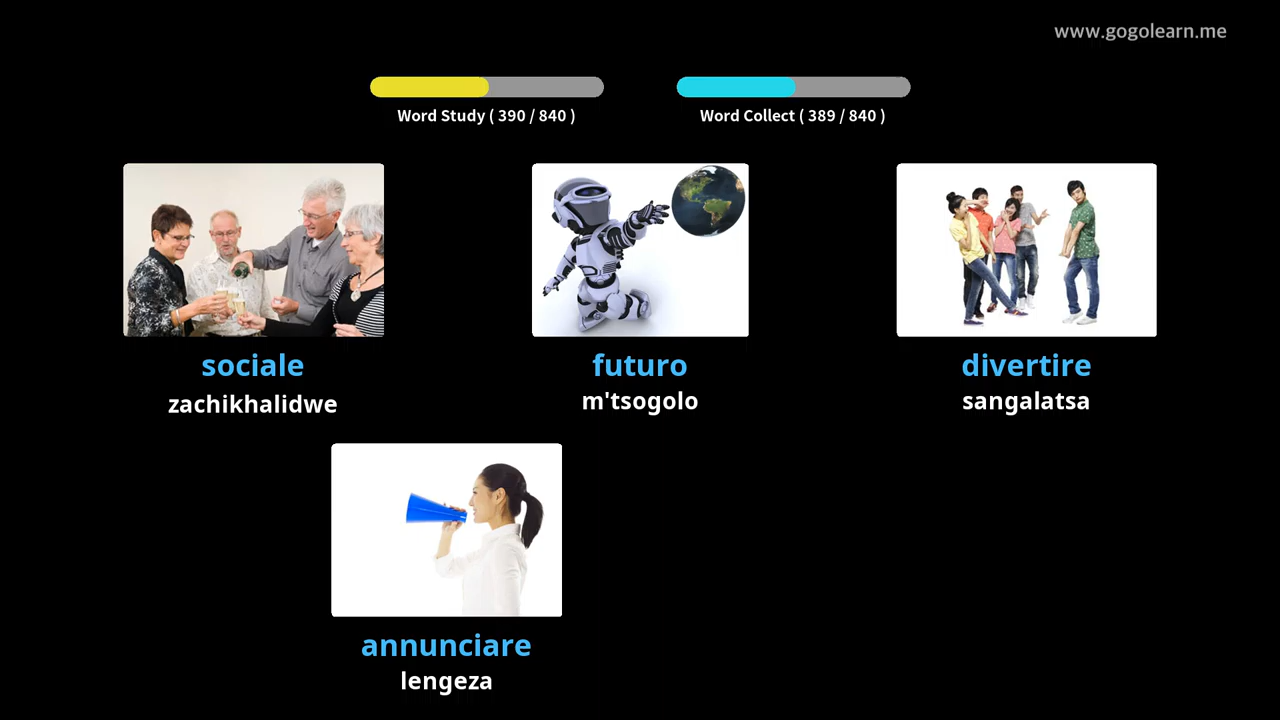 www.gogolearn.me
Word Study ( 390 / 840 )
Word Collect ( 389 / 840 )
sociale
zachikhalidwe
futuro
m'tsogolo
divertire
sangalatsa
annunciare
lengeza